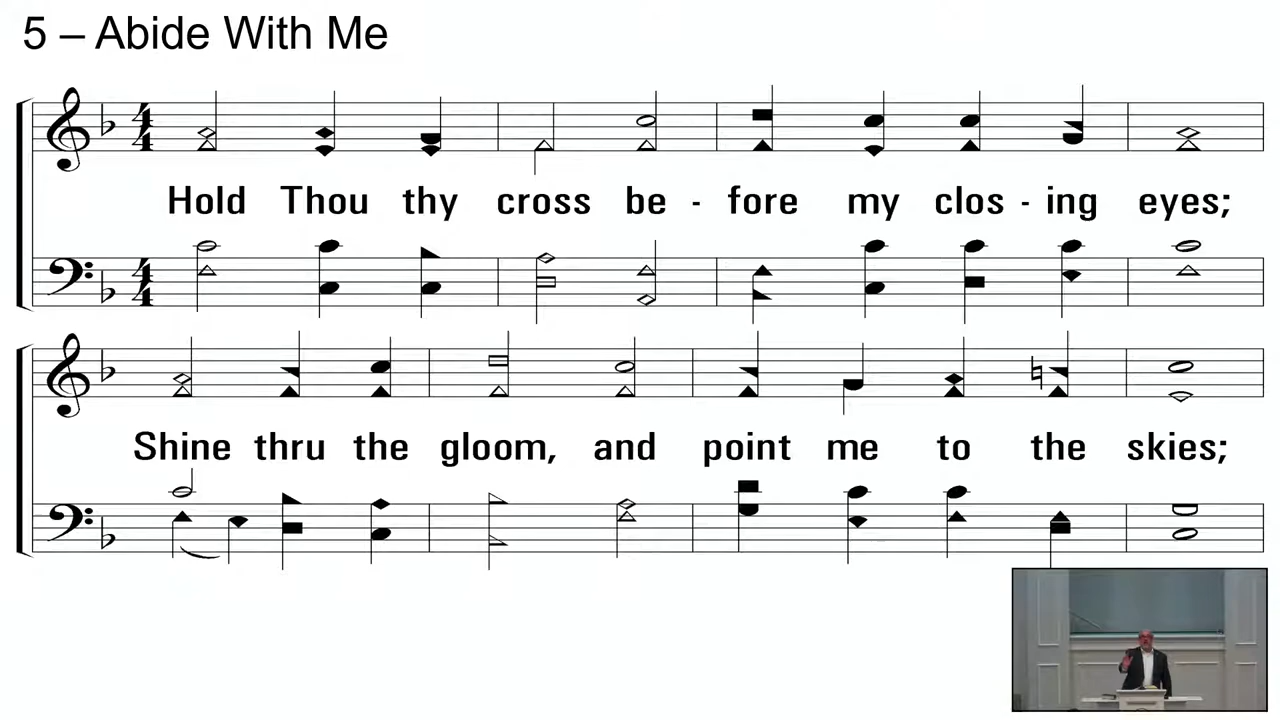 5 – Abide With Me
Hold Thou thy cross be - fore my clos - ing eyes;
Shine thru the gloom, and point me to the skies;